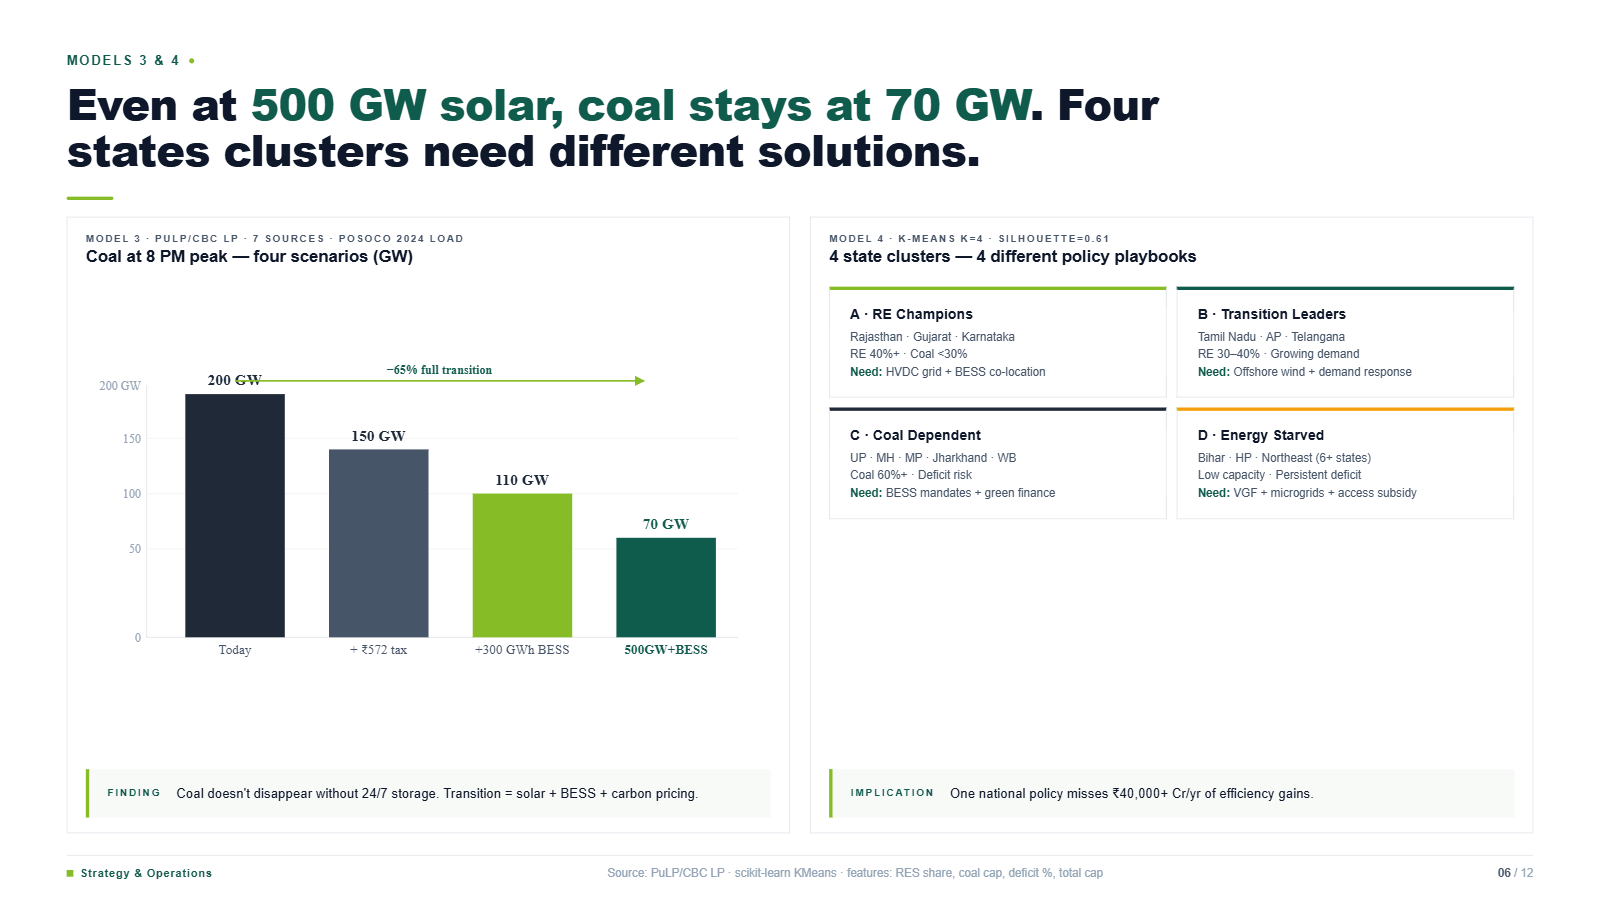 MODELS 3 & 4 •
Even at 500 GW solar, coal stays at 70 GW. Four
states clusters need different solutions.
MODEL 3 · PULP/CBC LP · 7 SOURCES · POSOCO 2024 LOAD
Coal at 8 PM peak — four scenarios (GW)
−65% full transition
200 GW
200 GW
150 GW
150
110 GW
100
70 GW
50
0
Today
+ ₹572 tax
+300 GWh BESS
500GW+BESS
FINDING Coal doesn't disappear without 24/7 storage. Transition = solar + BESS + carbon pricing.
MODEL 4 · K-MEANS K=4 · SILHOUETTE=0.61
4 state clusters — 4 different policy playbooks
A · RE Champions
Rajasthan · Gujarat · Karnataka
RE 40%+ · Coal <30%
Need: HVDC grid + BESS co-location
B · Transition Leaders
Tamil Nadu · AP · Telangana
RE 30–40% · Growing demand
Need: Offshore wind + demand response
C · Coal Dependent
UP · MH · MP · Jharkhand · WB
Coal 60%+ · Deficit risk
Need: BESS mandates + green finance
D · Energy Starved
Bihar · HP · Northeast (6+ states)
Low capacity · Persistent deficit
Need: VGF + microgrids + access subsidy
IMPLICATION One national policy misses ₹40,000+ Cr/yr of efficiency gains.
Strategy & Operations
Source: PuLP/CBC LP · scikit-learn KMeans · features: RES share, coal cap, deficit %, total cap
06 / 12